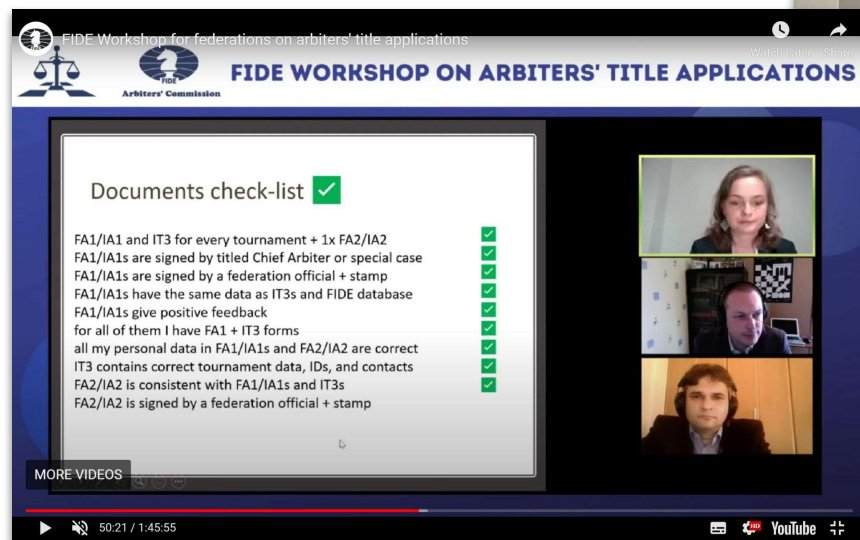 FIDE Workshop for federations on arbiters' title applications
Watch Later Share
FIDE
Arbiters' Commission
FIDE WORKSHOP ON ARBITERS' TITLE APPLICATIONS
Documents check-list
FA1/IA1 and IT3 for every tournament + 1x FA2/IA2
FA1/IA1s are signed by titled Chief Arbiter or special case
FA1/IA1s are signed by a federation official + stamp
FA1/IA1s have the same data as IT3s and FIDE database
FA1/IA1s give positive feedback
for all of them I have FA1 + IT3 forms
all my personal data in FA1/IA1s and FA2/IA2 are correct
IT3 contains correct tournament data, IDs, and contacts
FA2/IA2 is consistent with FA1/IA1s and IT3s
FA2/IA2 is signed by a federation official + stamp
MORE VIDEOS
50:21 / 1:45:55
HD
YouTube